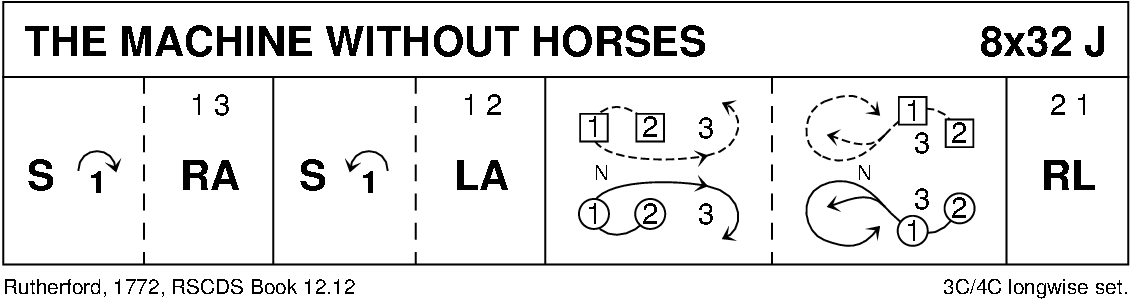 THE MACHINE WITHOUT HORSES 8x32 J
1 3 1 2 2 1
S 1 RA S 1 LA RL
1 2 3
N
1 2 3
1 2 3
N
3 2 1
Rutherford, 1772, RSCDS Book 12.12 3C/4C longwise set.